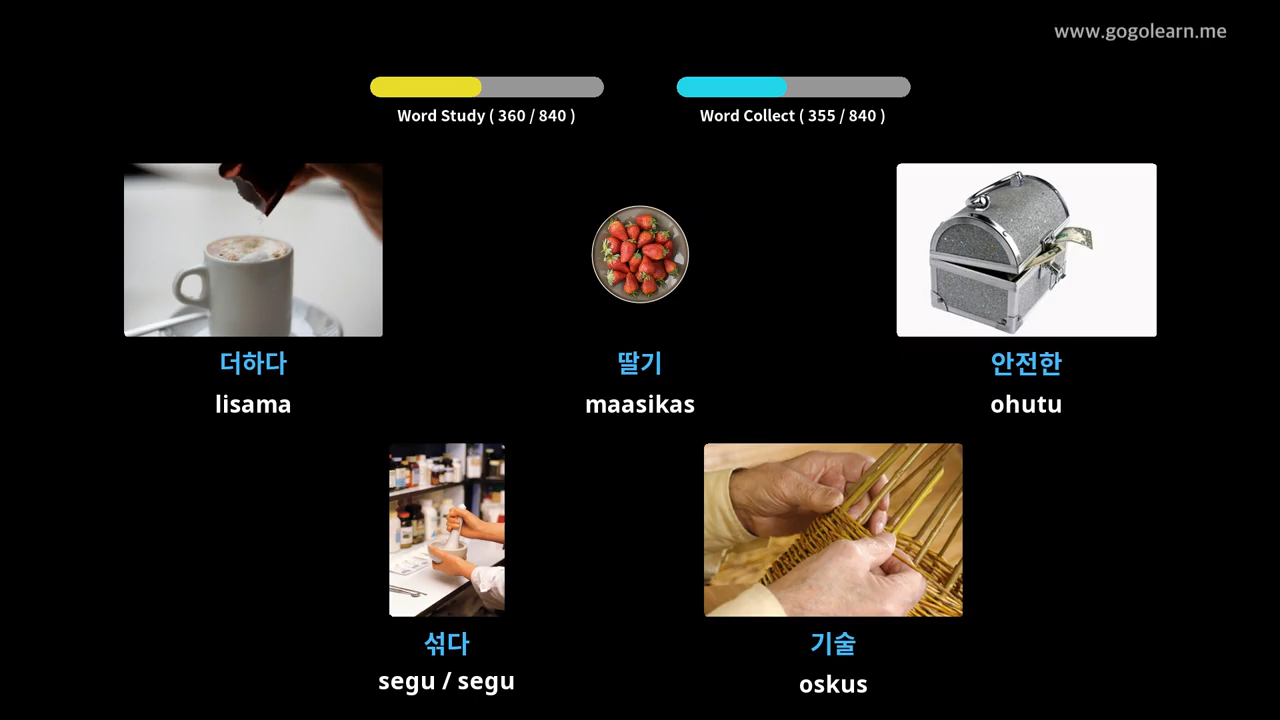 www.gogolearn.me
Word Study ( 360 / 840 )
Word Collect ( 355 / 840 )
더하다
lisama
딸기
maasikas
안전한
ohutu
섞다
segu / segu
기술
oskus